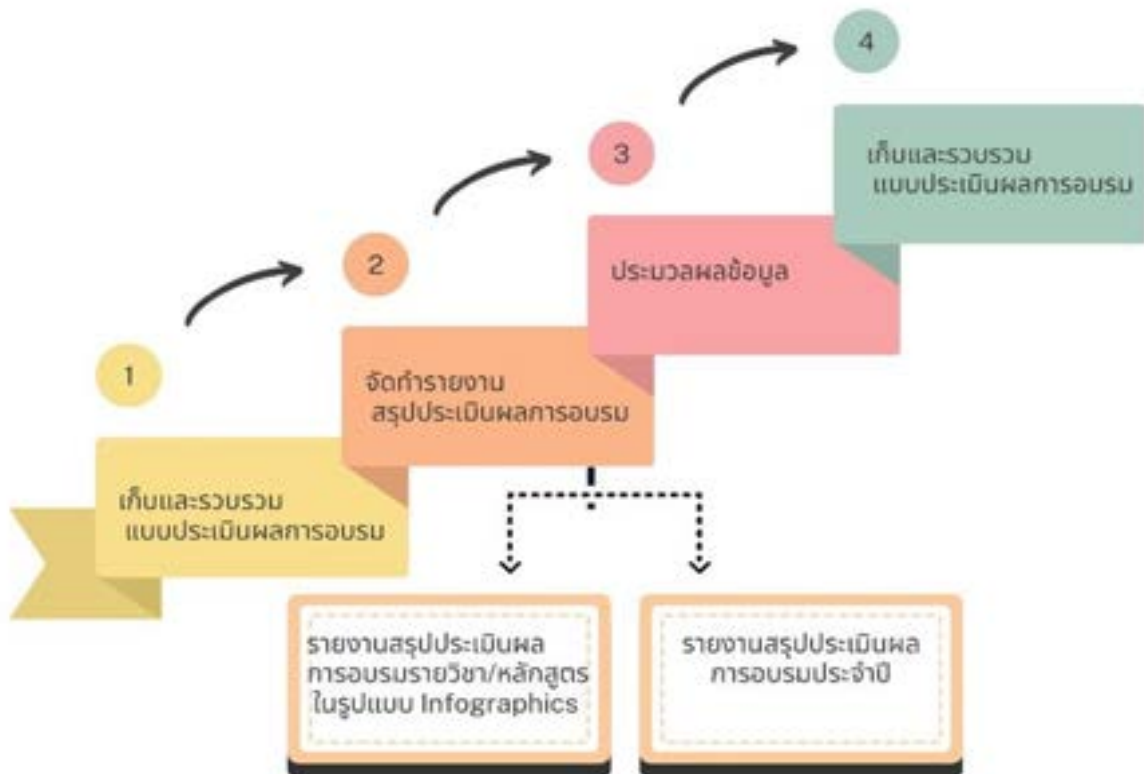 1
เก็บและรวบรวม
แบบประเมินผลการอบรม
2
จัดทำรายงาน
สรุปประเมินผลการอบรม
3
ประมวลผลข้อมูล
4
เก็บและรวบรวม
แบบประเมินผลการอบรม
รายงานสรุปประเมินผล
การอบรมรายวิชา/หลักสูตร
ในรูปแบบ Infographics
รายงานสรุปประเมินผล
การอบรมประจำปี